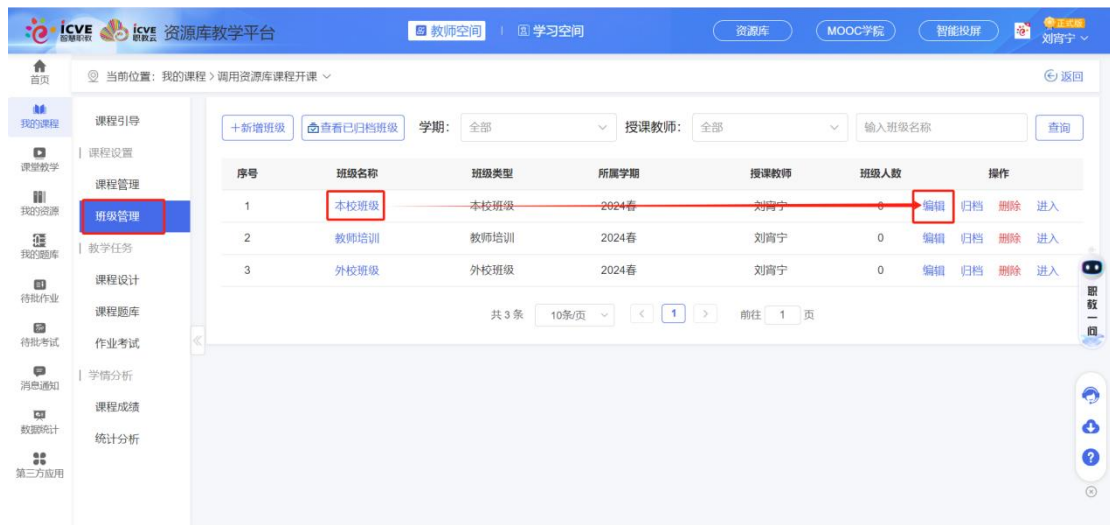 icve 智慧职教 icve 职教云 资源库教学平台 教师空间 学习空间 资源库 MOOC学院 智能投屏 正式版 刘宵宁
首页 当前位置：我的课程 > 调用资源库课程开课 返回
我的课程
课堂教学
我的资源
我的题库
待批作业
待批考试
消息通知
数据统计
第三方应用
课程引导
课程设置
课程管理
班级管理
教学任务
课程设计
课程题库
作业考试
学情分析
课程成绩
统计分析
+新增班级 查看已归档班级 学期： 全部 授课教师： 全部 输入班级名称 查询
序号 班级名称 班级类型 所属学期 授课教师 班级人数 操作
1 本校班级 本校班级 2024春 刘宵宁 0 编辑 归档 删除 进入
2 教师培训 教师培训 2024春 刘宵宁 0 编辑 归档 删除 进入
3 外校班级 外校班级 2024春 刘宵宁 0 编辑 归档 删除 进入
共 3 条 10条/页 < 1 > 前往 1 页
职教一问